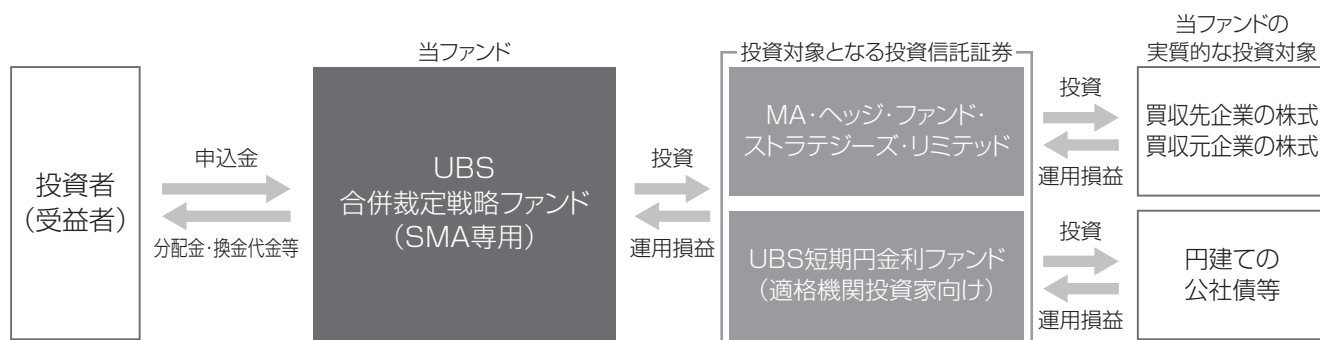 投資者
（受益者）
申込金
分配金・換金代金等
当ファンド
UBS
合併裁定戦略ファンド
（SMA専用）
投資
運用損益
投資対象となる投資信託証券
MA・ヘッジ・ファンド・
ストラテジーズ・リミテッド
UBS短期円金利ファンド
（適格機関投資家向け）
投資
運用損益
投資
運用損益
当ファンドの
実質的な投資対象
買収先企業の株式
買収元企業の株式
円建ての
公社債等